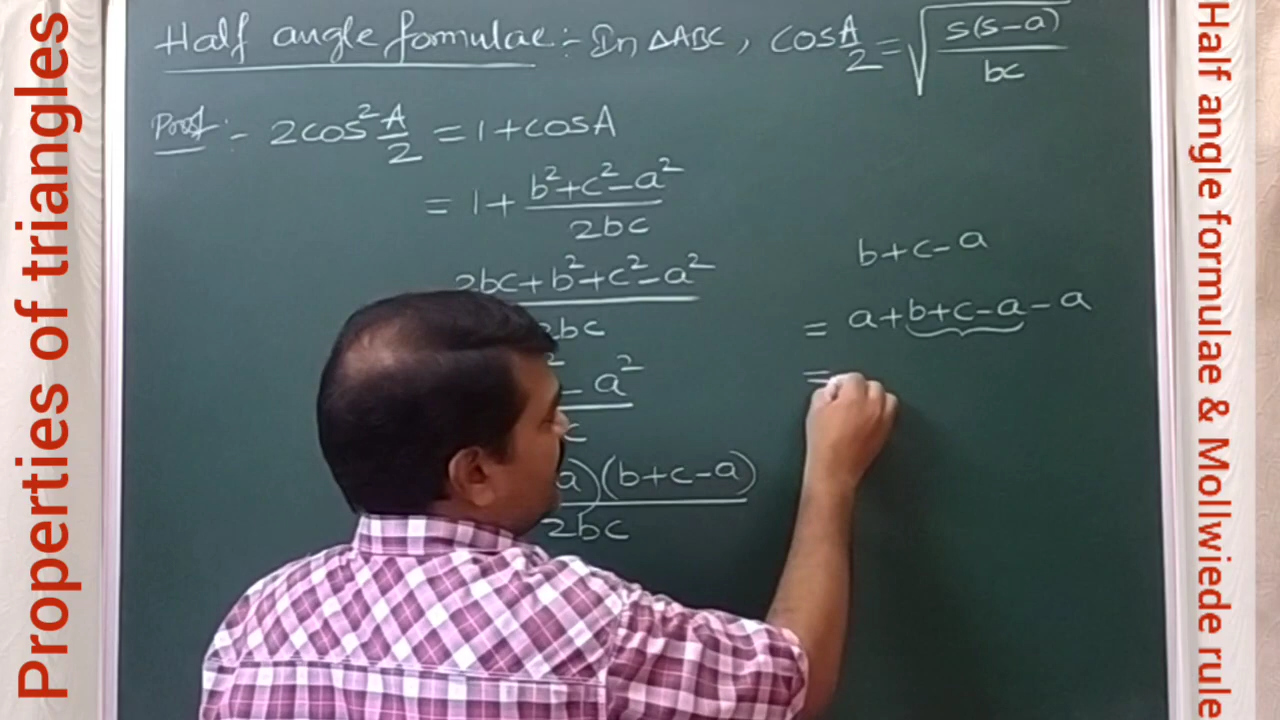 Properties of triangles
Half angle formulae :- In ΔABC, cos A/2 = √(s(s-a)/bc)
Proof :- 2cos² A/2 = 1+cosA
= 1+ (b²+c²-a²)/2bc
2bc+b²+c²-a²
2bc
² - a²
c
a)(b+c-a)
2bc
b+c-a
= a+b+c-a-a
=
Half angle formulae & Mollwiede rule